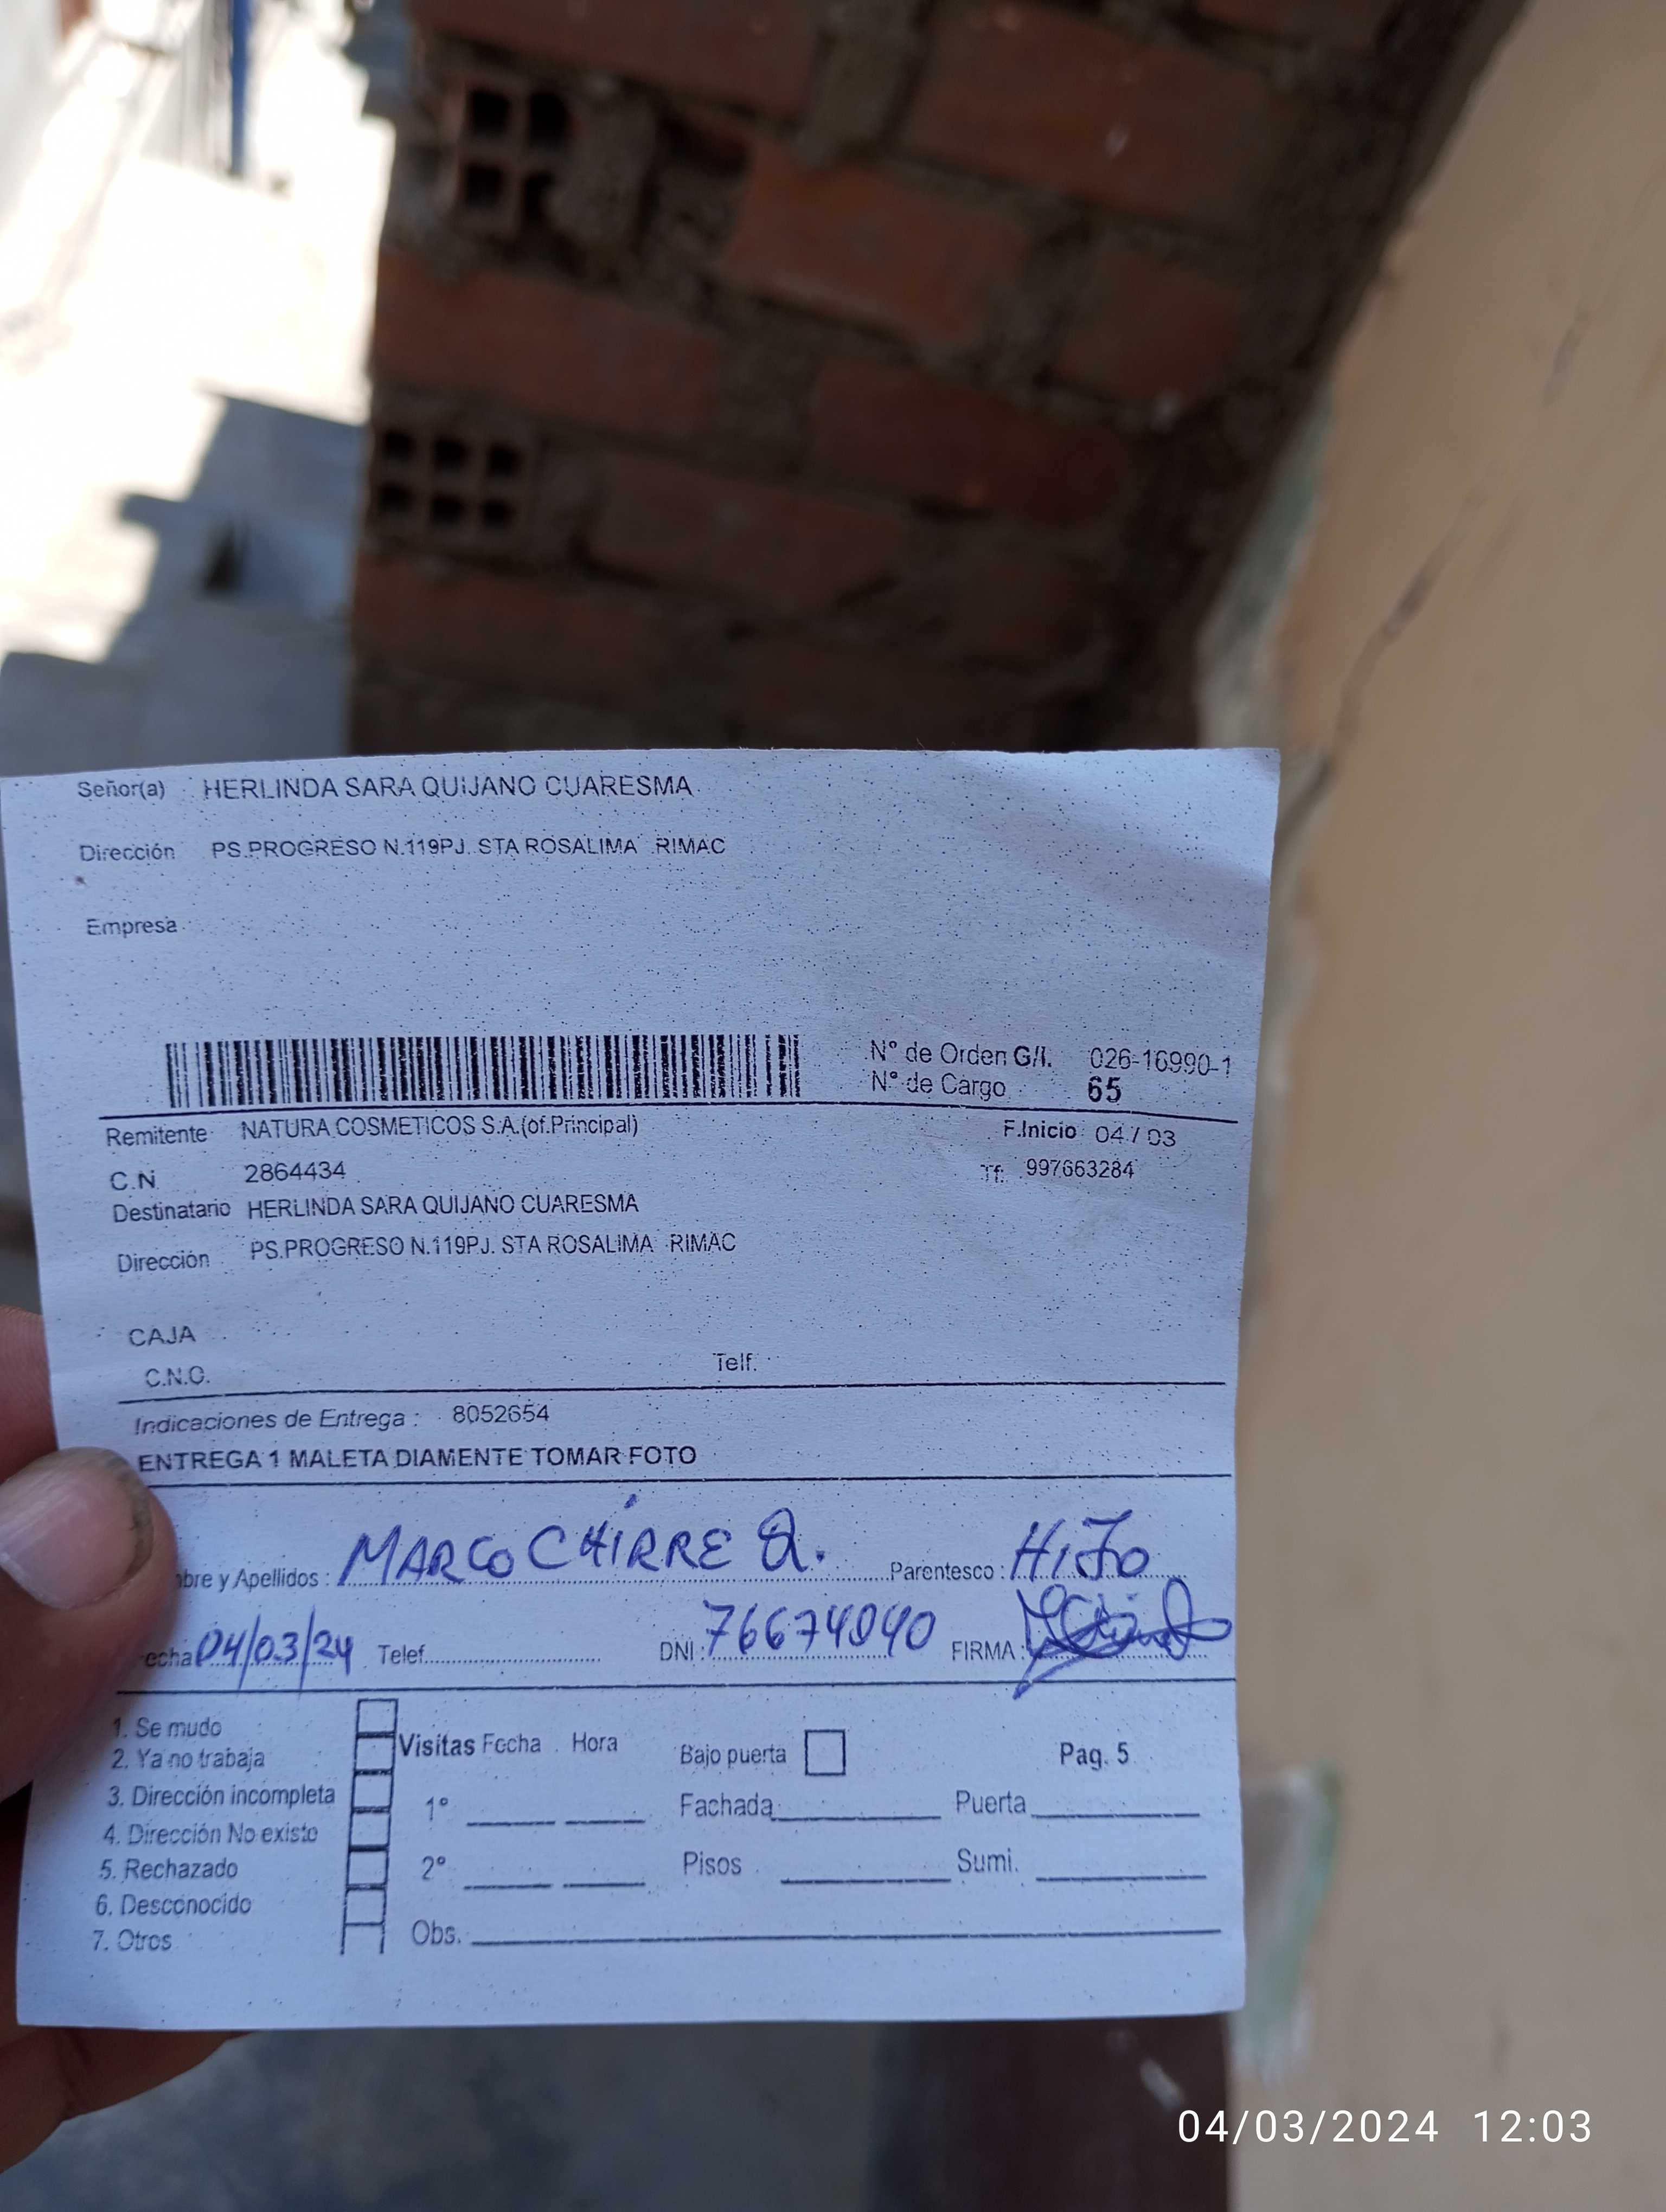 Señor(a) : HERLINDA SARA QUIJANO CUARESMA
Dirección PS.PROGRESO N.119PJ. STA ROSALIMA RIMAC
Empresa
N° de Orden G/I. 026-16990-1
N° de Cargo 65
Remitente NATURA COSMETICOS S.A.(of.Principal) F.Inicio 04 / 03
C.N 2864434 Tf: 997663284
Destinatario HERLINDA SARA QUIJANO CUARESMA
Dirección PS.PROGRESO N.119PJ. STA ROSALIMA RIMAC
CAJA
C.N.O. Telf.
Indicaciones de Entrega : 8052654
ENTREGA 1 MALETA DIAMENTE TOMAR FOTO
bre y Apellidos : MARCO CHIRRE Q. Parentesco : HIJO
echa 04/03/24 Telef. DNI : 76674040 FIRMA :
1. Se mudo
2. Ya no trabaja
3. Dirección incompleta
4. Dirección No existe
5. Rechazado
6. Desconocido
7. Otros
Visitas Fecha Hora Bajo puerta Pag. 5
1° Fachada Puerta
2° Pisos Sumi.
Obs.
04/03/2024 12:03